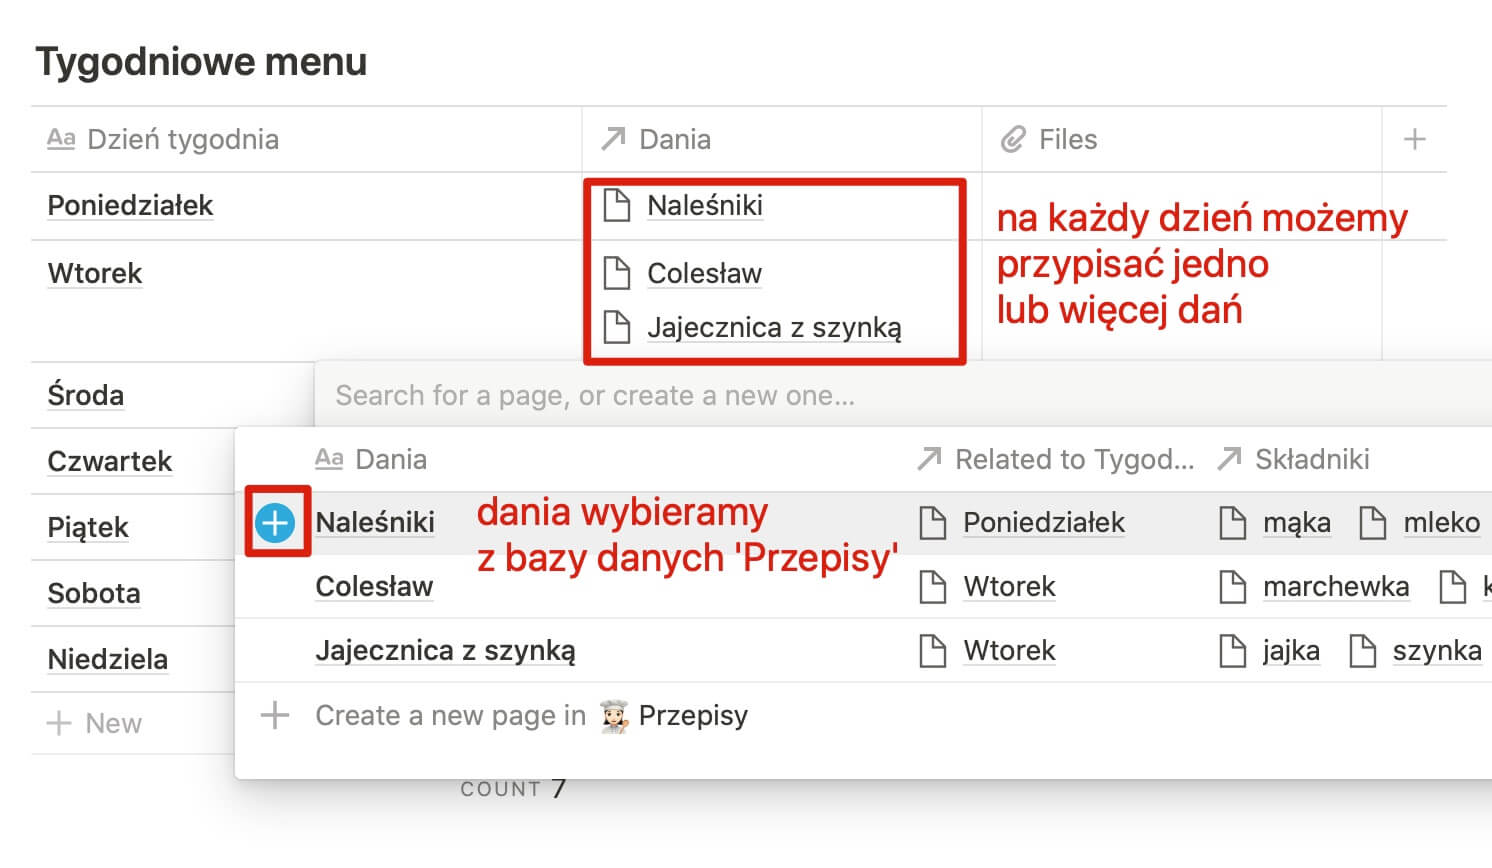 Tygodniowe menu
Aa Dzień tygodnia Dania Files
Poniedziałek Naleśniki
na każdy dzień możemy
przypisać jedno
lub więcej dań
Wtorek Colesław
Jajecznica z szynką
Środa Search for a page, or create a new one...
Czwartek Aa Dania Related to Tygod... Składniki
Piątek Naleśniki Poniedziałek mąka mleko
dania wybieramy
z bazy danych 'Przepisy'
Sobota Colesław Wtorek marchewka
Niedziela Jajecznica z szynką Wtorek jajka szynka
New Create a new page in Przepisy
COUNT 7